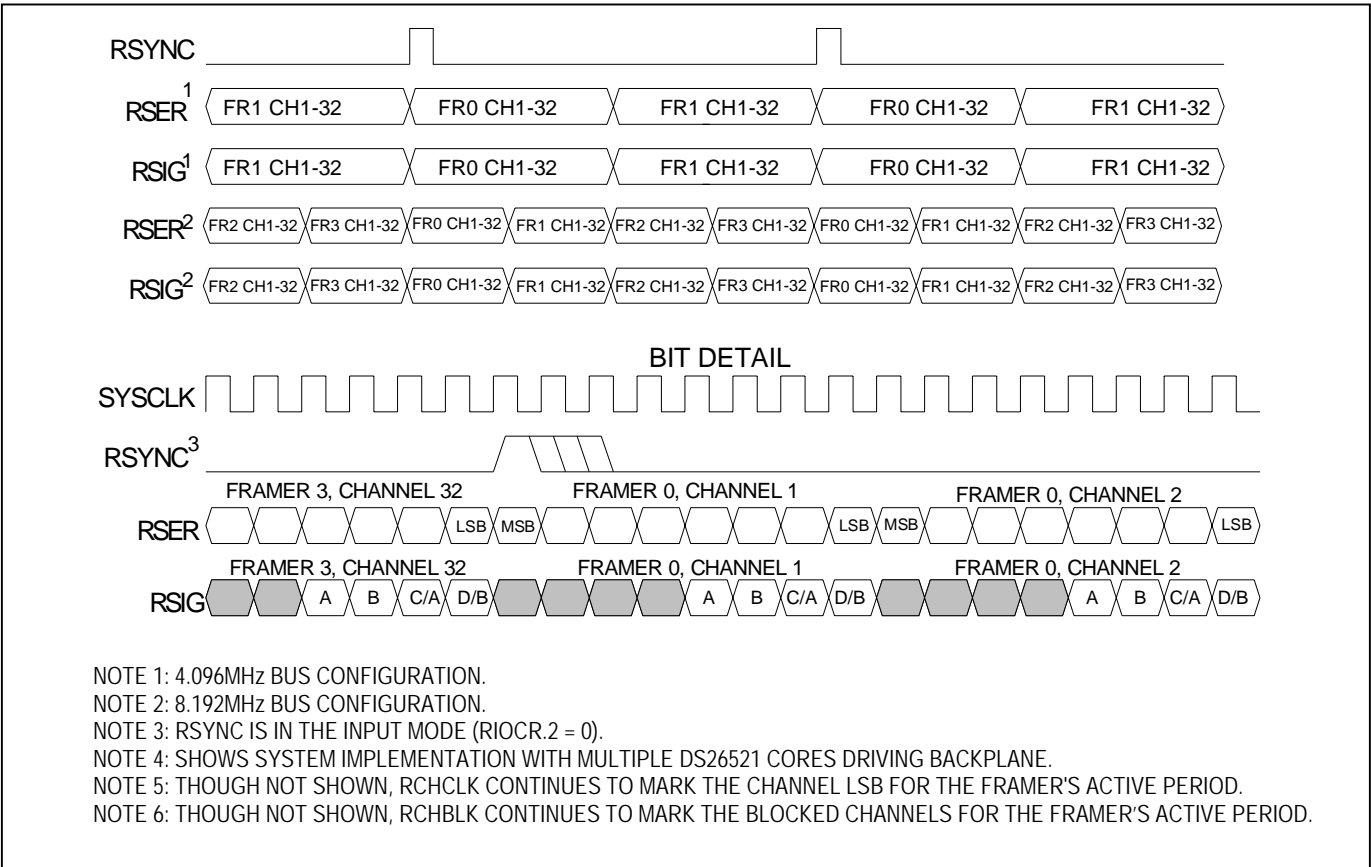 RSYNC
RSER1 FR1 CH1-32 FR0 CH1-32 FR1 CH1-32 FR0 CH1-32 FR1 CH1-32
RSIG1 FR1 CH1-32 FR0 CH1-32 FR1 CH1-32 FR0 CH1-32 FR1 CH1-32
RSER2 FR2 CH1-32 FR3 CH1-32 FR0 CH1-32 FR1 CH1-32 FR2 CH1-32 FR3 CH1-32 FR0 CH1-32 FR1 CH1-32 FR2 CH1-32 FR3 CH1-32
RSIG2 FR2 CH1-32 FR3 CH1-32 FR0 CH1-32 FR1 CH1-32 FR2 CH1-32 FR3 CH1-32 FR0 CH1-32 FR1 CH1-32 FR2 CH1-32 FR3 CH1-32
BIT DETAIL
SYSCLK
RSYNC3
FRAMER 3, CHANNEL 32 FRAMER 0, CHANNEL 1 FRAMER 0, CHANNEL 2
RSER LSB MSB LSB MSB LSB
FRAMER 3, CHANNEL 32 FRAMER 0, CHANNEL 1 FRAMER 0, CHANNEL 2
RSIG A B C/A D/B A B C/A D/B A B C/A D/B
NOTE 1: 4.096MHz BUS CONFIGURATION.
NOTE 2: 8.192MHz BUS CONFIGURATION.
NOTE 3: RSYNC IS IN THE INPUT MODE (RIOCR.2 = 0).
NOTE 4: SHOWS SYSTEM IMPLEMENTATION WITH MULTIPLE DS26521 CORES DRIVING BACKPLANE.
NOTE 5: THOUGH NOT SHOWN, RCHCLK CONTINUES TO MARK THE CHANNEL LSB FOR THE FRAMER'S ACTIVE PERIOD.
NOTE 6: THOUGH NOT SHOWN, RCHBLK CONTINUES TO MARK THE BLOCKED CHANNELS FOR THE FRAMER'S ACTIVE PERIOD.